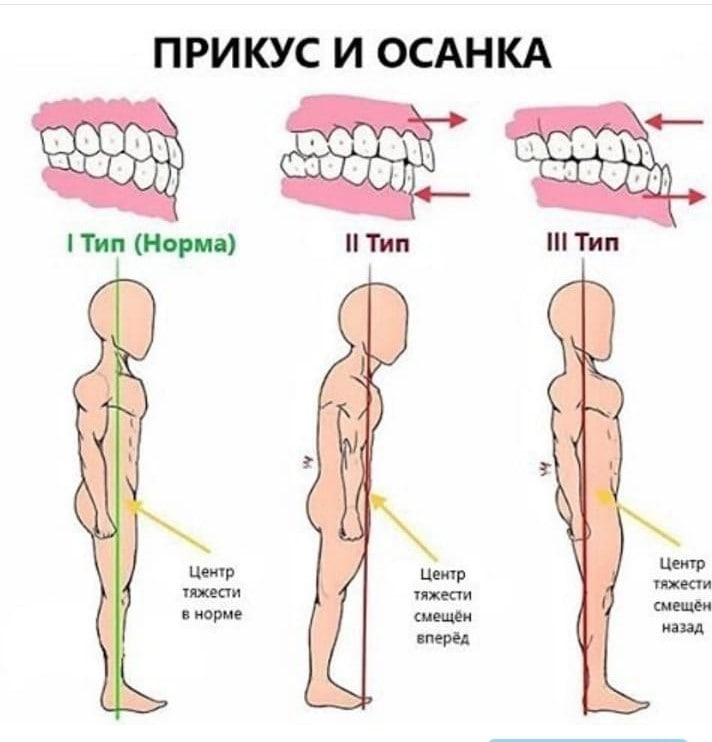 ПРИКУС И ОСАНКА
I Тип (Норма)
II Тип
III Тип
Центр
тяжести
в норме
Центр
тяжести
смещён
вперёд
Центр
тяжести
смещён
назад